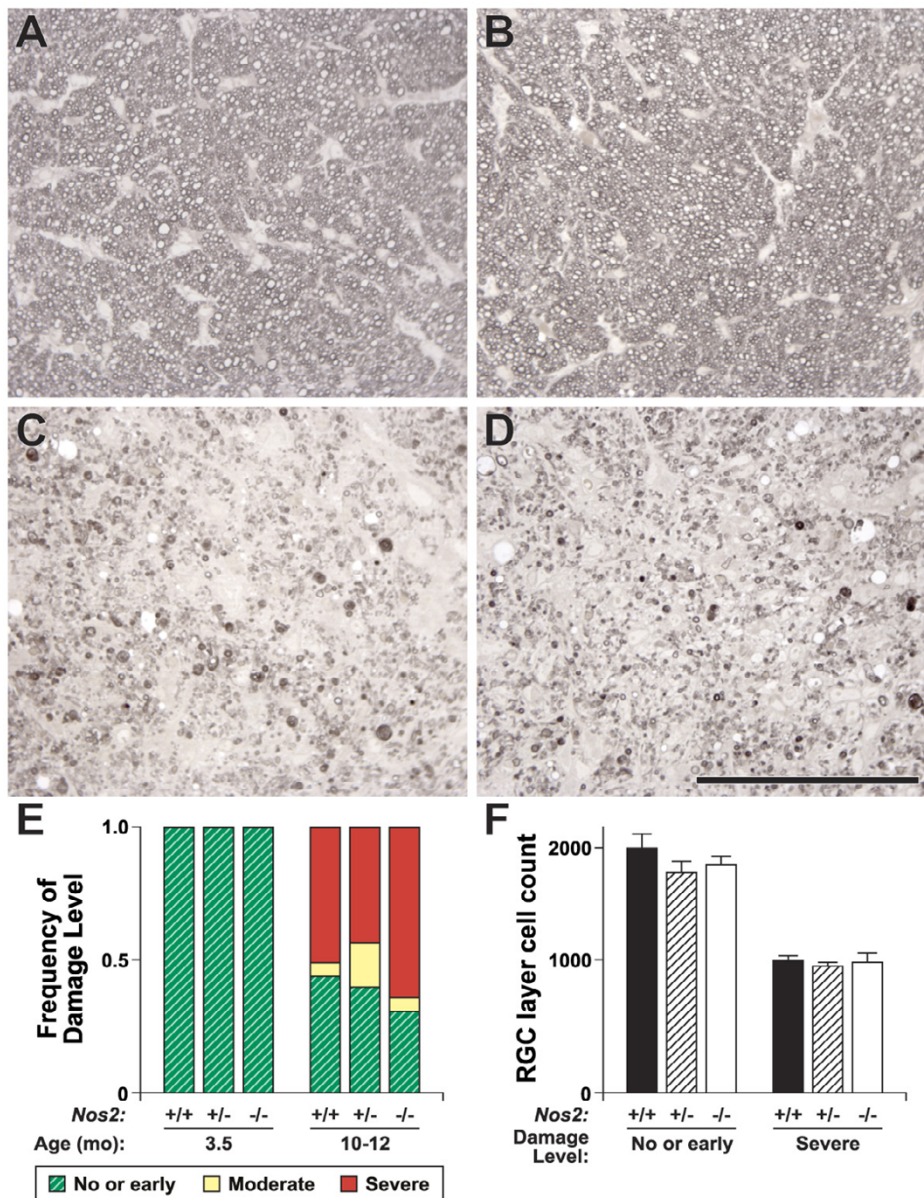 A
B
C
D
E
1.0
0.5
0
Frequency of
Damage Level
Nos2: +/+ +/- -/- +/+ +/- -/-
Age (mo): 3.5 10-12
No or early Moderate Severe
F
2000
1000
0
RGC layer cell count
Nos2: +/+ +/- -/- +/+ +/- -/-
Damage
Level: No or early Severe